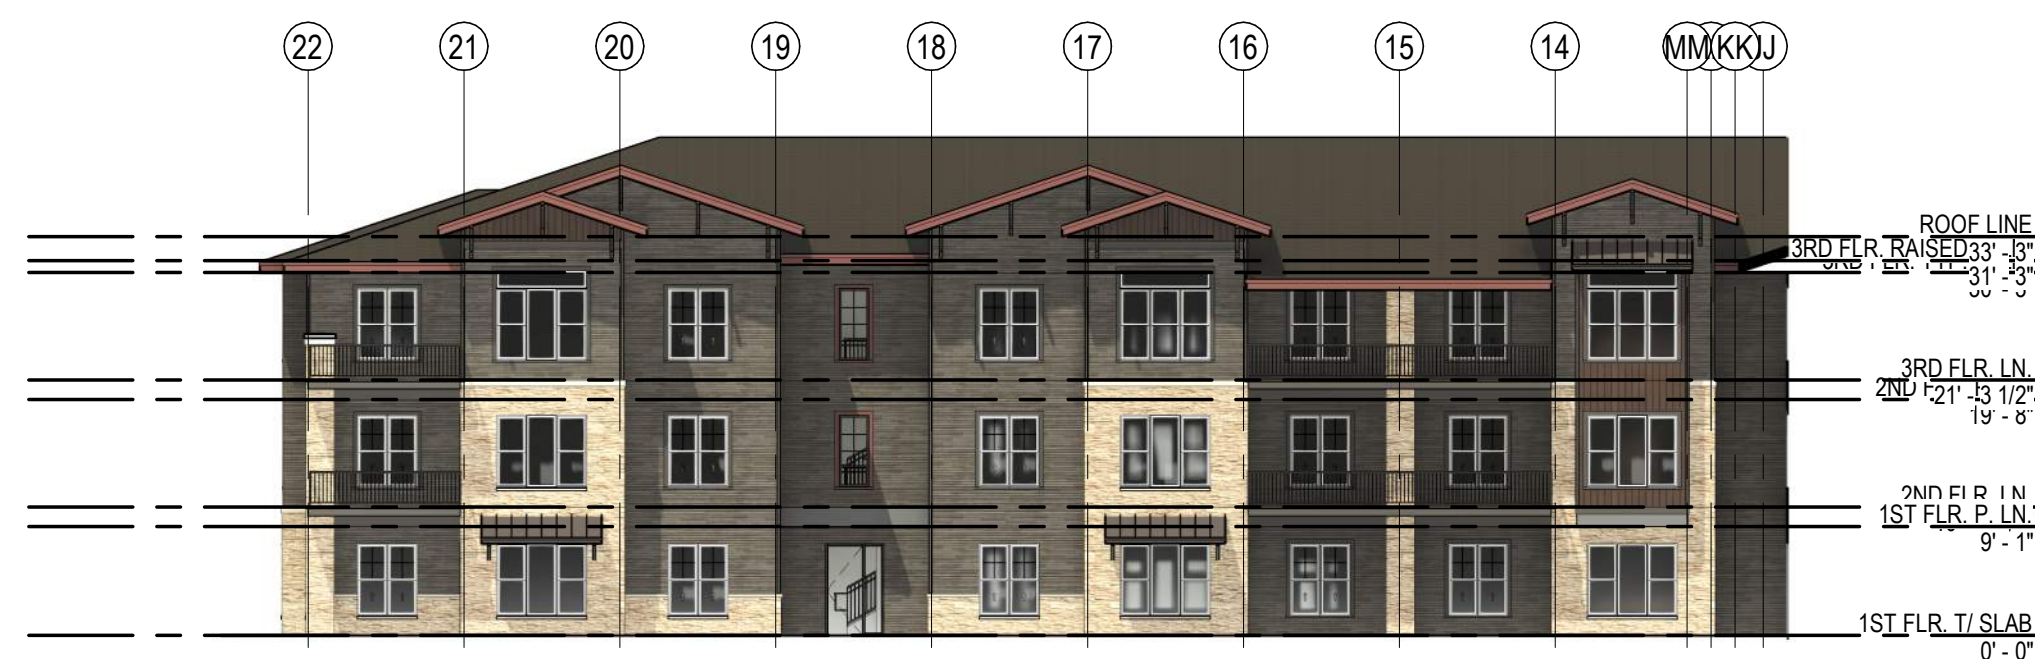 22 21 20 19 18 17 16 15 14 MM KK JJ
ROOF LINE
33' - 3"
3RD FLR. RAISED
31' - 3"
3RD FLR. LN.
21' - 3 1/2"
2ND
19' - 8"
2ND FLR. LN.
1ST FLR. P. LN.
9' - 1"
1ST FLR. T/ SLAB
0' - 0"